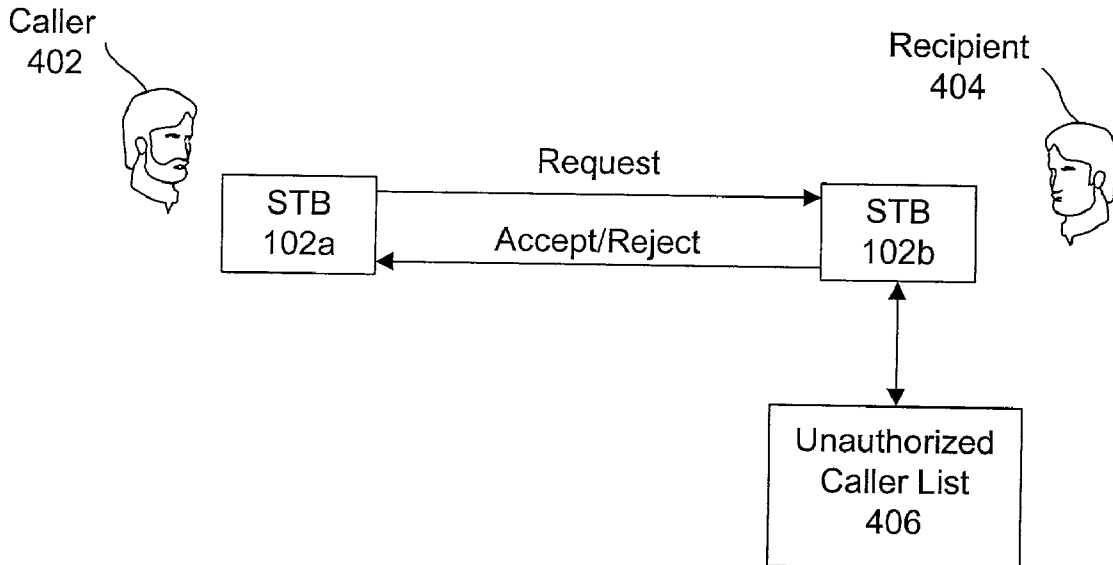 Caller
402
Recipient
404
Request
STB
102a
STB
102b
Accept/Reject
Unauthorized
Caller List
406